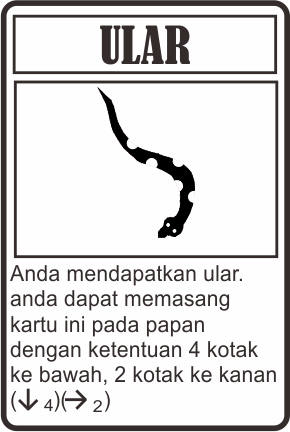 ULAR
Anda mendapatkan ular.
anda dapat memasang
kartu ini pada papan
dengan ketentuan 4 kotak
ke bawah, 2 kotak ke kanan
(↓ 4)(→ 2)